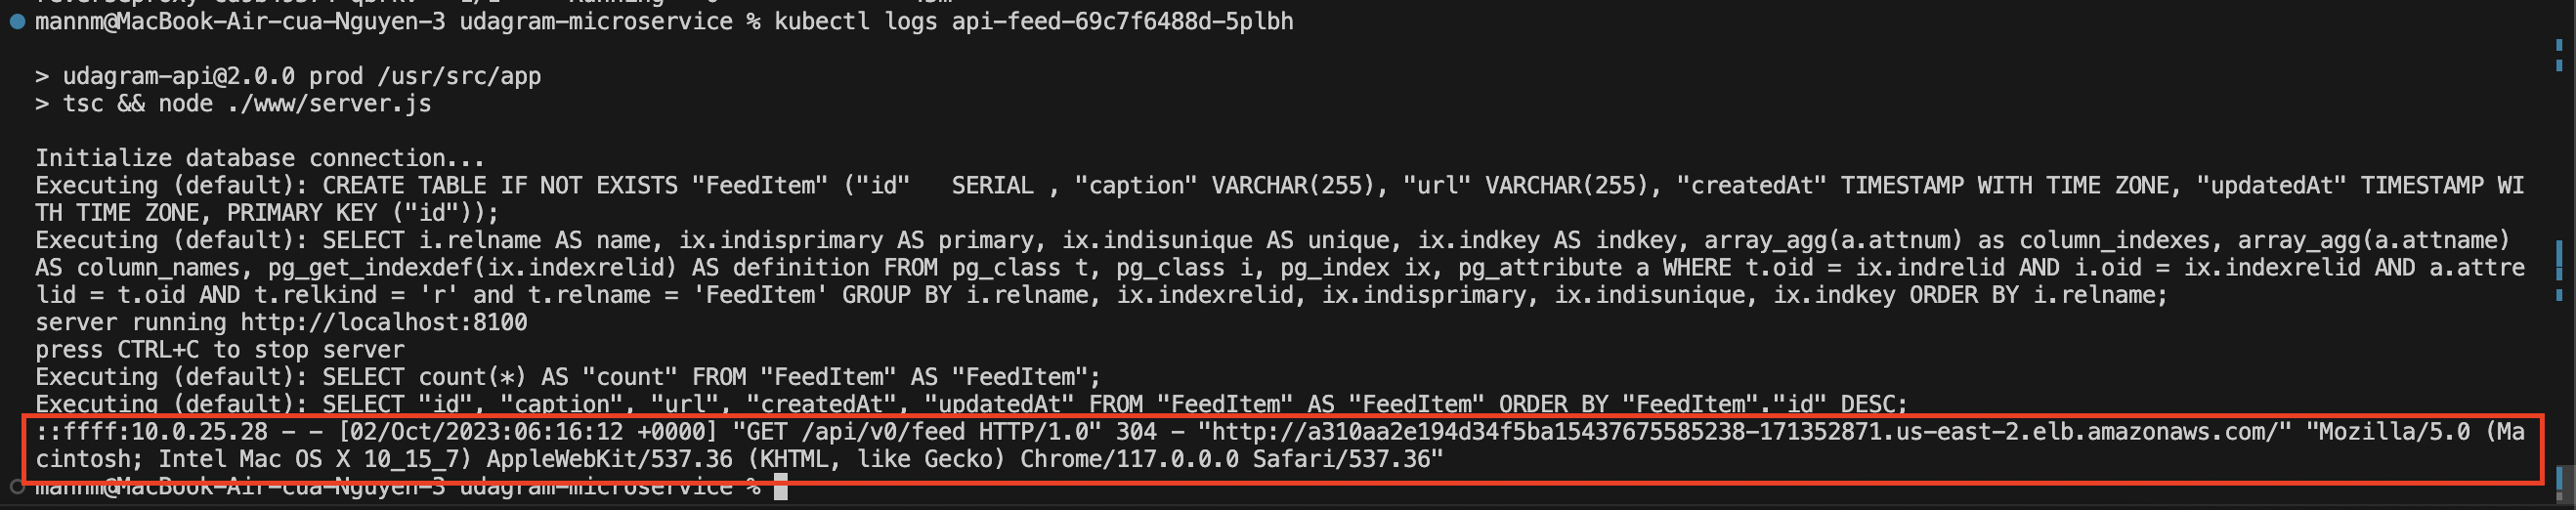 mannm@MacBook-Air-cua-Nguyen-3 udagram-microservice % kubectl logs api-feed-69c7f6488d-5plbh
> udagram-api@2.0.0 prod /usr/src/app
> tsc && node ./www/server.js
Initialize database connection...
Executing (default): CREATE TABLE IF NOT EXISTS "FeedItem" ("id"   SERIAL , "caption" VARCHAR(255), "url" VARCHAR(255), "createdAt" TIMESTAMP WITH TIME ZONE, "updatedAt" TIMESTAMP WI
TH TIME ZONE, PRIMARY KEY ("id"));
Executing (default): SELECT i.relname AS name, ix.indisprimary AS primary, ix.indisunique AS unique, ix.indkey AS indkey, array_agg(a.attnum) as column_indexes, array_agg(a.attname)
AS column_names, pg_get_indexdef(ix.indexrelid) AS definition FROM pg_class t, pg_class i, pg_index ix, pg_attribute a WHERE t.oid = ix.indrelid AND i.oid = ix.indexrelid AND a.attre
lid = t.oid AND t.relkind = 'r' and t.relname = 'FeedItem' GROUP BY i.relname, ix.indexrelid, ix.indisprimary, ix.indisunique, ix.indkey ORDER BY i.relname;
server running http://localhost:8100
press CTRL+C to stop server
Executing (default): SELECT count(*) AS "count" FROM "FeedItem" AS "FeedItem";
Executing (default): SELECT "id", "caption", "url", "createdAt", "updatedAt" FROM "FeedItem" AS "FeedItem" ORDER BY "FeedItem"."id" DESC;
::ffff:10.0.25.28 - - [02/Oct/2023:06:16:12 +0000] "GET /api/v0/feed HTTP/1.0" 304 - "http://a310aa2e194d34f5ba15437675585238-171352871.us-east-2.elb.amazonaws.com/" "Mozilla/5.0 (Ma
cintosh; Intel Mac OS X 10_15_7) AppleWebKit/537.36 (KHTML, like Gecko) Chrome/117.0.0.0 Safari/537.36"
mannm@MacBook-Air-cua-Nguyen-3 udagram-microservice %